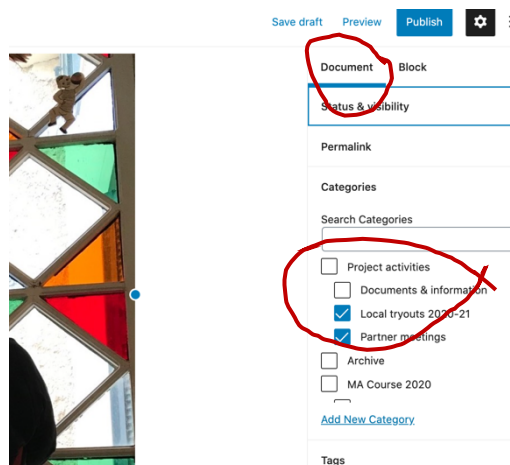 Save draft Preview Publish
Document Block
Status & visibility
Permalink
Categories
Search Categories
Project activities
Documents & information
Local tryouts 2020-21
Partner meetings
Archive
MA Course 2020
Add New Category
Tags